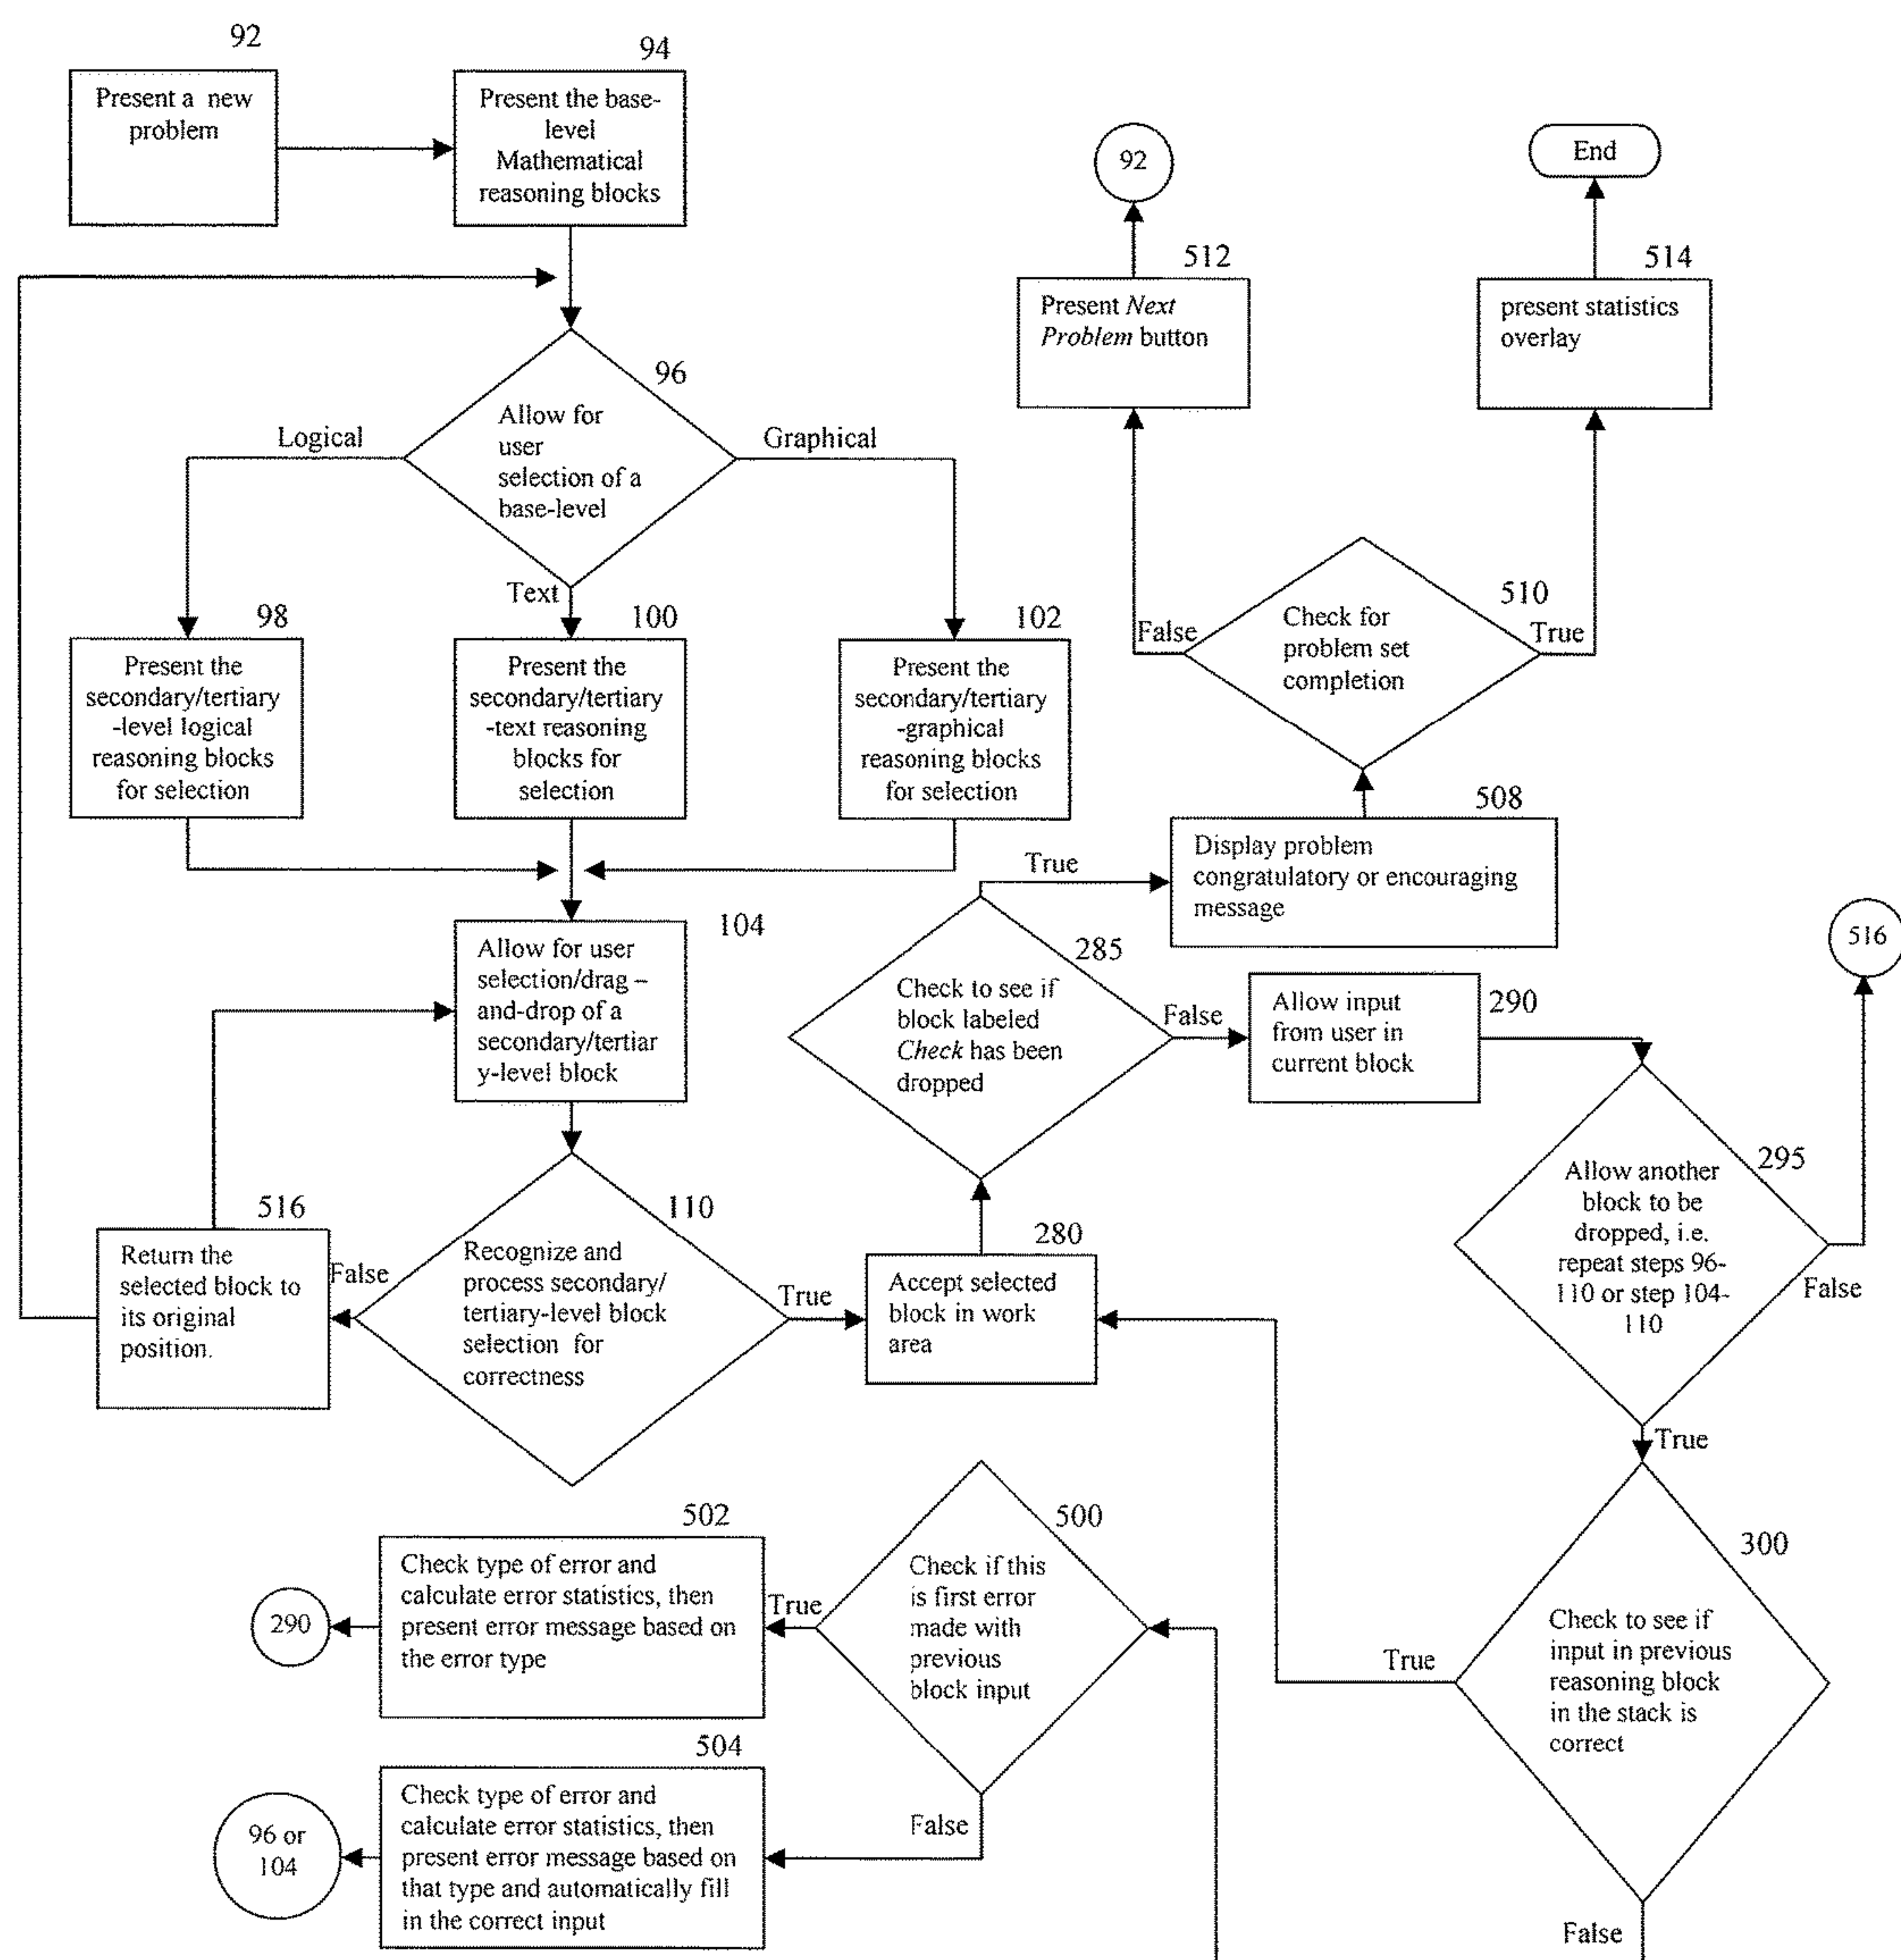 92
Present a new
problem
94
Present the base-
level
Mathematical
reasoning blocks
92
End
512
Present Next
Problem button
514
present statistics
overlay
96
Allow for
user
selection of a
base-level
Logical
Graphical
Text
510
Check for
problem set
completion
False
True
98
Present the
secondary/tertiary
-level logical
reasoning blocks
for selection
100
Present the
secondary/tertiary
-text reasoning
blocks for
selection
102
Present the
secondary/tertiary
-graphical
reasoning blocks
for selection
508
Display problem
congratulatory or encouraging
message
True
516
104
Allow for user
selection/drag –
and-drop of a
secondary/tertiar
y-level block
285
Check to see if
block labeled
Check has been
dropped
False
290
Allow input
from user in
current block
295
Allow another
block to be
dropped, i.e.
repeat steps 96-
110 or step 104-
110
False
True
516
Return the
selected block to
its original
position.
False
110
Recognize and
process secondary/
tertiary-level block
selection for
correctness
True
280
Accept selected
block in work
area
502
Check type of error and
calculate error statistics, then
present error message based on
the error type
290
True
500
Check if this
is first error
made with
previous
block input
False
300
Check to see if
input in previous
reasoning block
in the stack is
correct
True
False
504
Check type of error and
calculate error statistics, then
present error message based on
that type and automatically fill
in the correct input
96 or
104